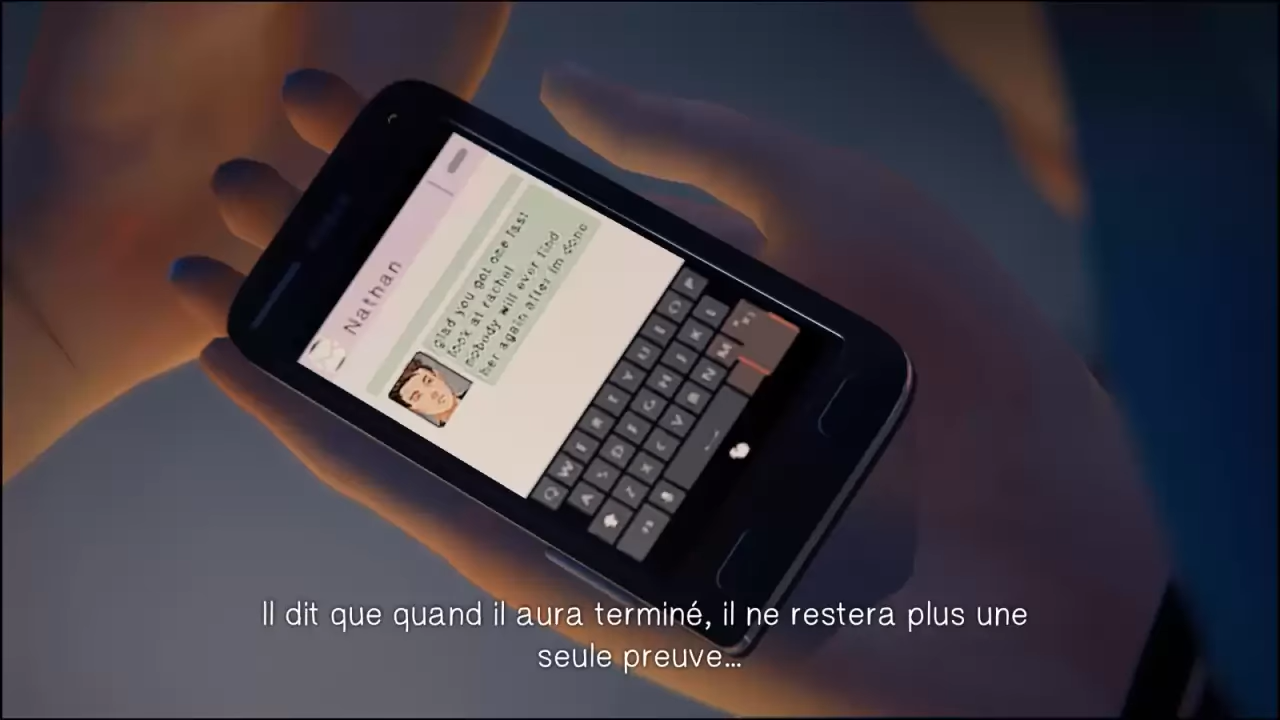 Nathan
glad you got one last
look at rachel
nobody will ever find
her again after im done
Il dit que quand il aura terminé, il ne restera plus une
seule preuve...